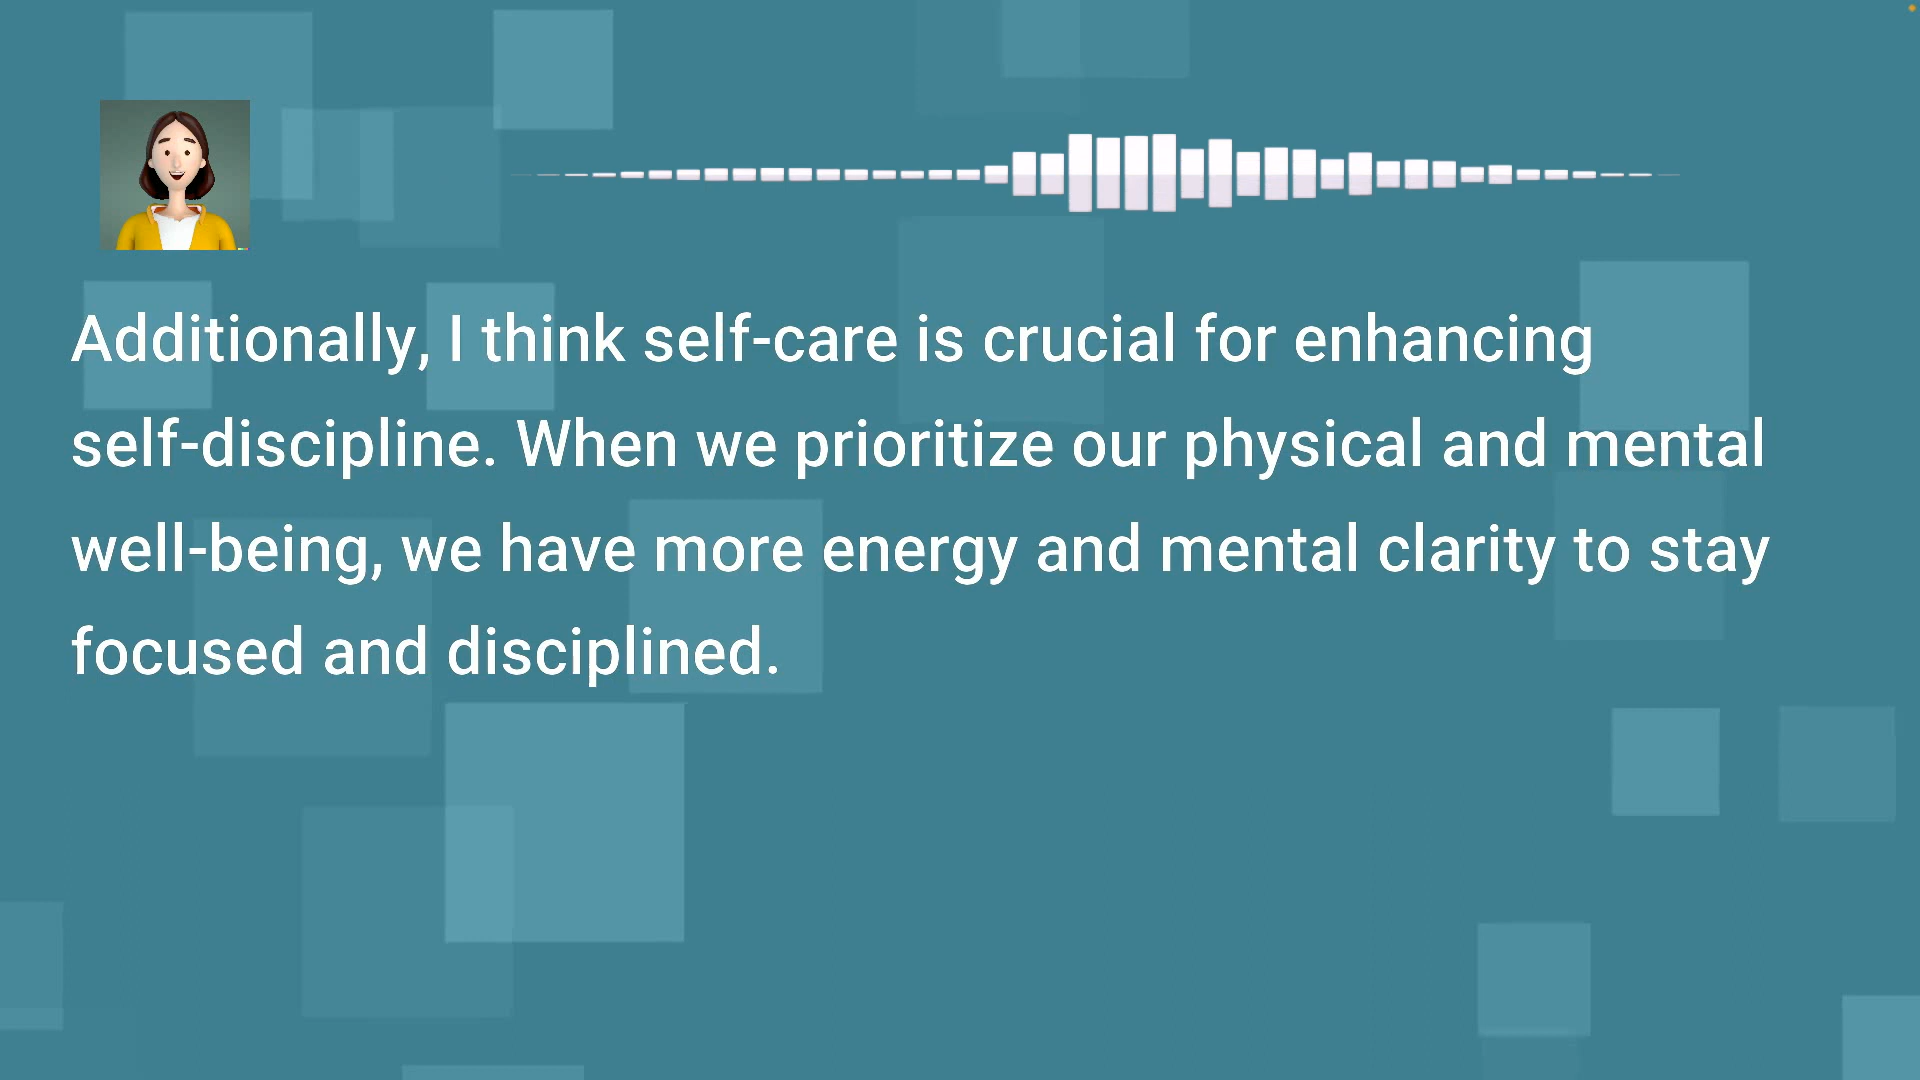 Additionally, I think self-care is crucial for enhancing
self-discipline. When we prioritize our physical and mental
well-being, we have more energy and mental clarity to stay
focused and disciplined.